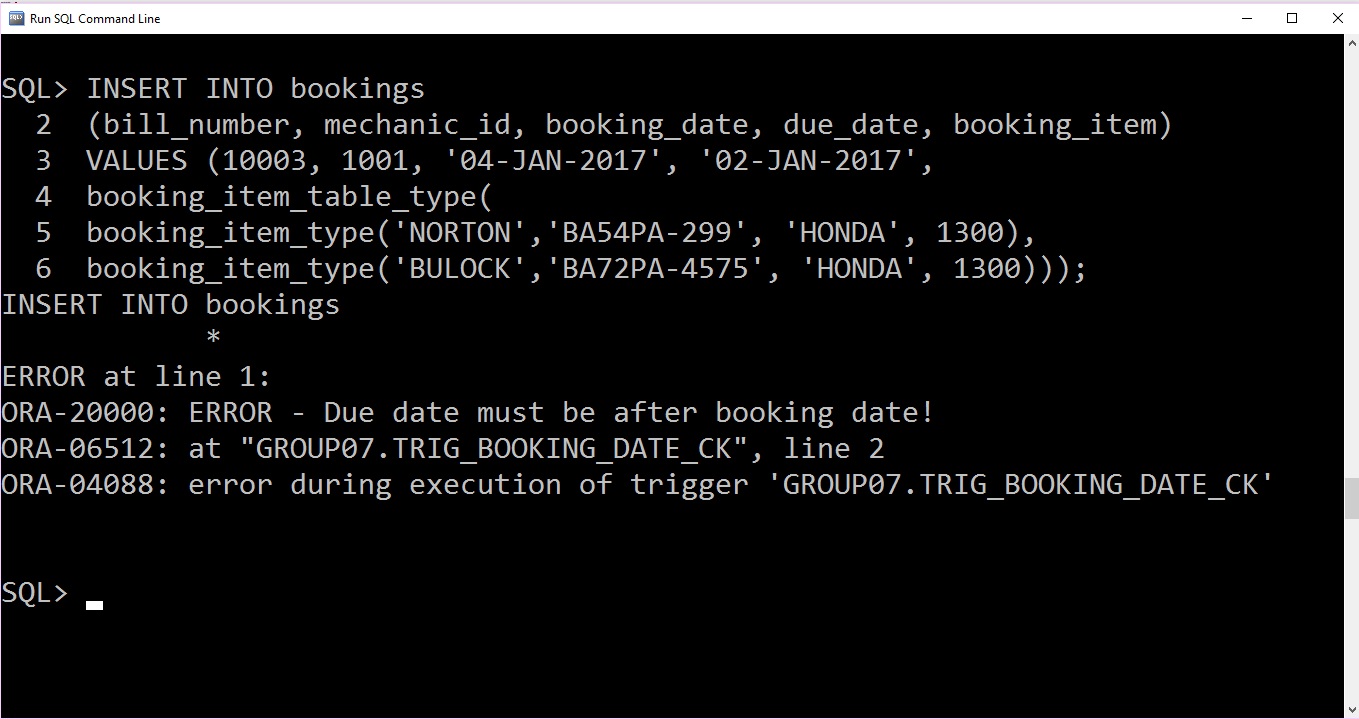 Run SQL Command Line
SQL> INSERT INTO bookings
2 (bill_number, mechanic_id, booking_date, due_date, booking_item)
3 VALUES (10003, 1001, '04-JAN-2017', '02-JAN-2017',
4 booking_item_table_type(
5 booking_item_type('NORTON','BA54PA-299', 'HONDA', 1300),
6 booking_item_type('BULOCK','BA72PA-4575', 'HONDA', 1300)));
INSERT INTO bookings
*
ERROR at line 1:
ORA-20000: ERROR - Due date must be after booking date!
ORA-06512: at "GROUP07.TRIG_BOOKING_DATE_CK", line 2
ORA-04088: error during execution of trigger 'GROUP07.TRIG_BOOKING_DATE_CK'
SQL>